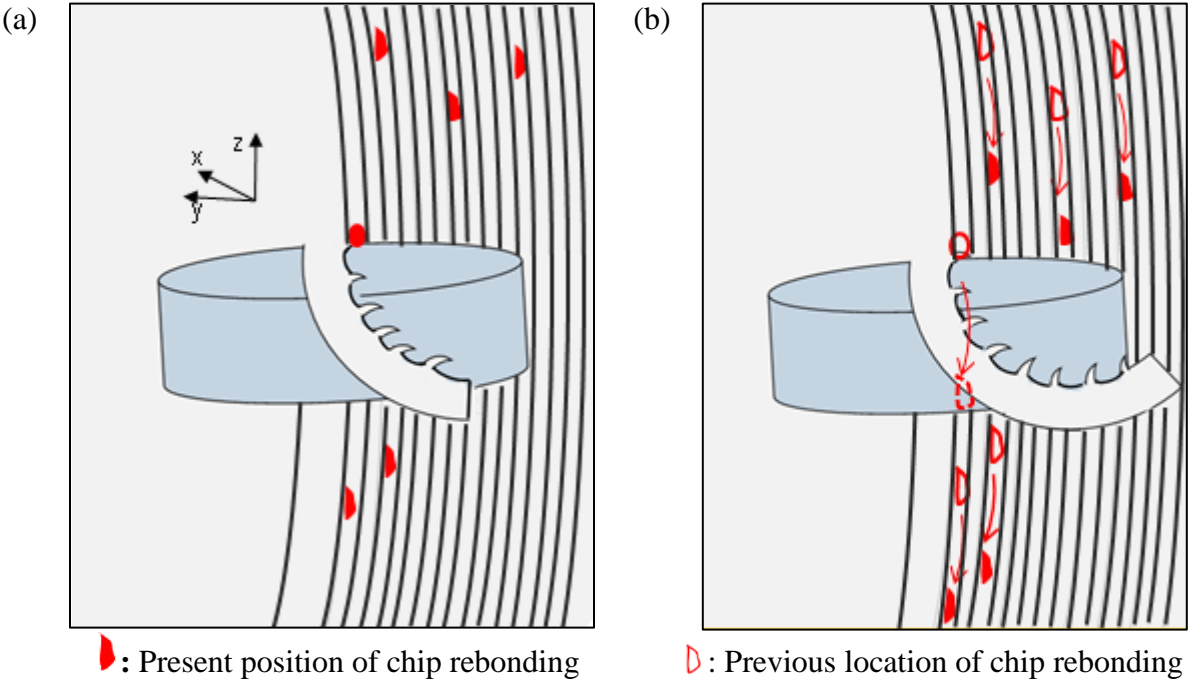 (a)
(b)
z
x
y
: Present position of chip rebonding
: Previous location of chip rebonding